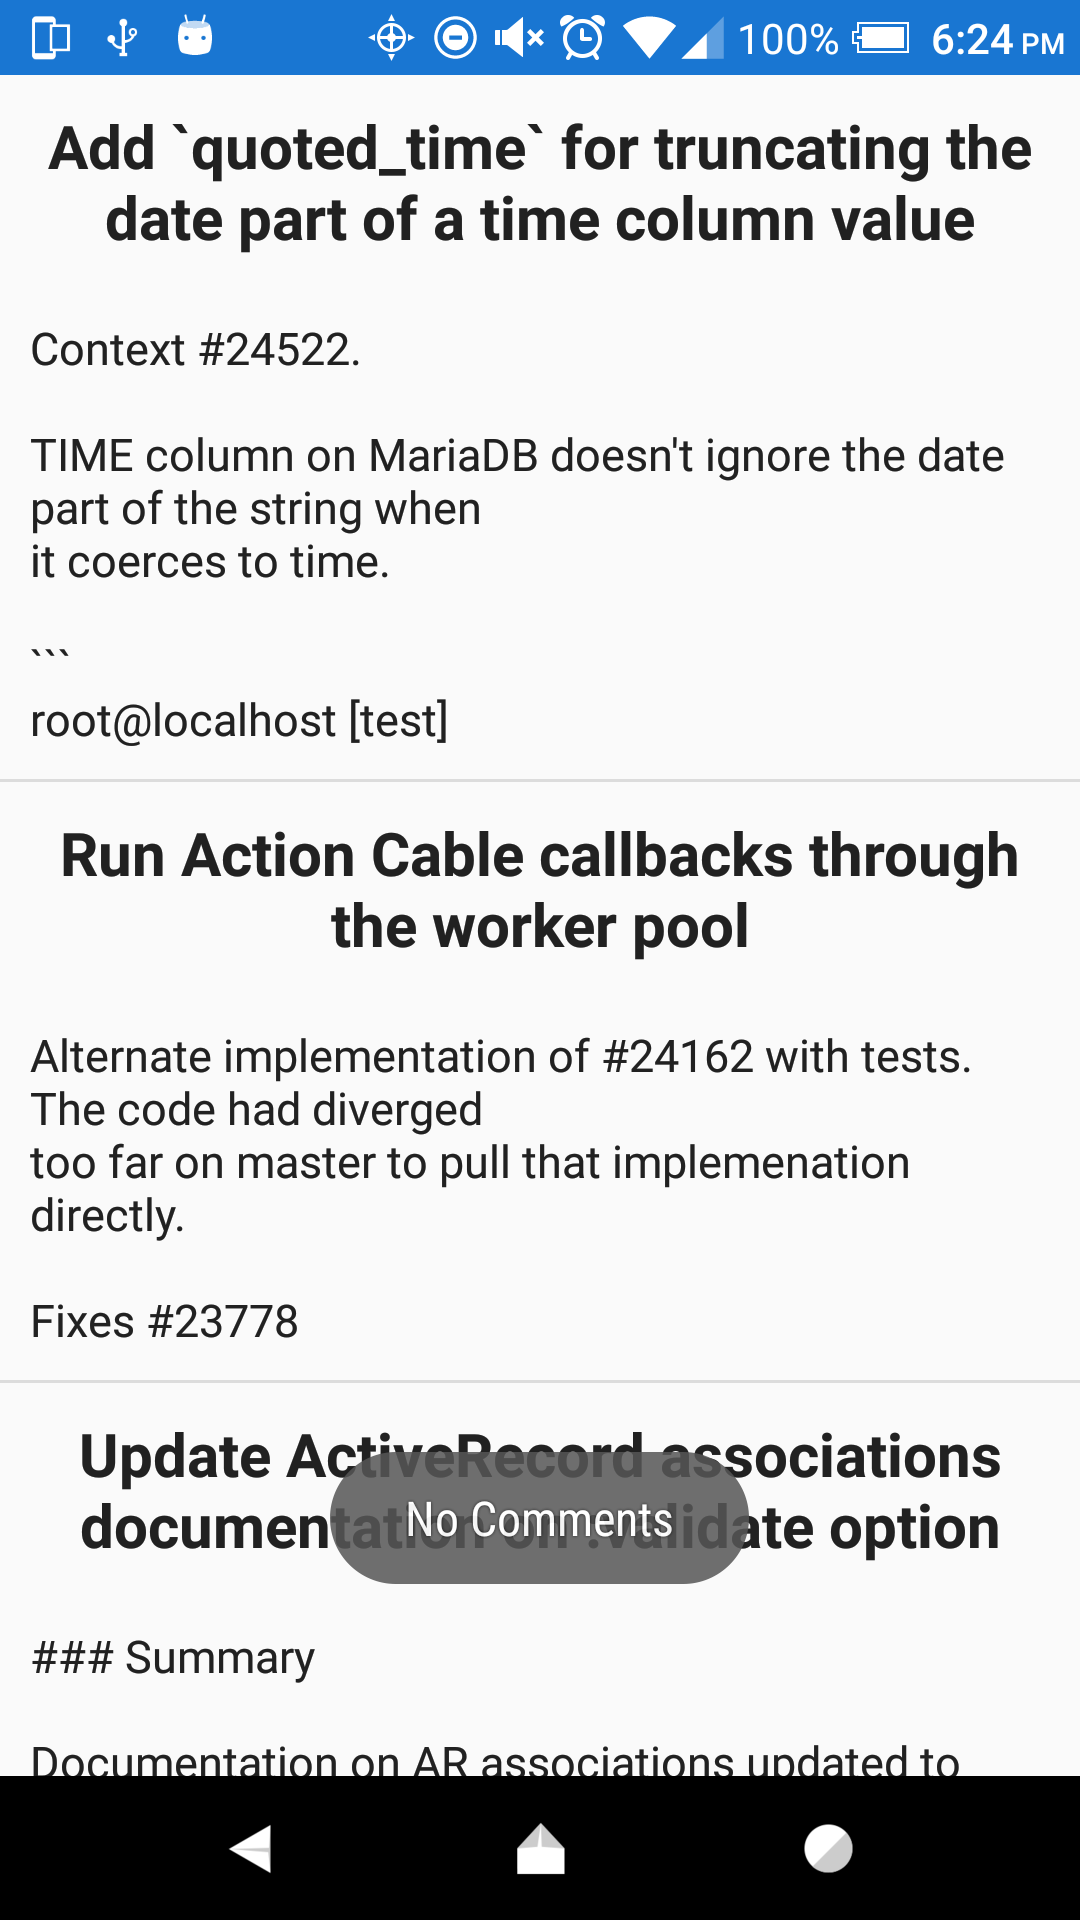 100% 6:24 PM
Add `quoted_time` for truncating the
date part of a time column value
Context #24522.
TIME column on MariaDB doesn't ignore the date
part of the string when
it coerces to time.
```
root@localhost [test]
Run Action Cable callbacks through
the worker pool
Alternate implementation of #24162 with tests.
The code had diverged
too far on master to pull that implemenation
directly.
Fixes #23778
Update ActiveRecord associations
documentation on :validate option
No Comments
### Summary
Documentation on AR associations updated to